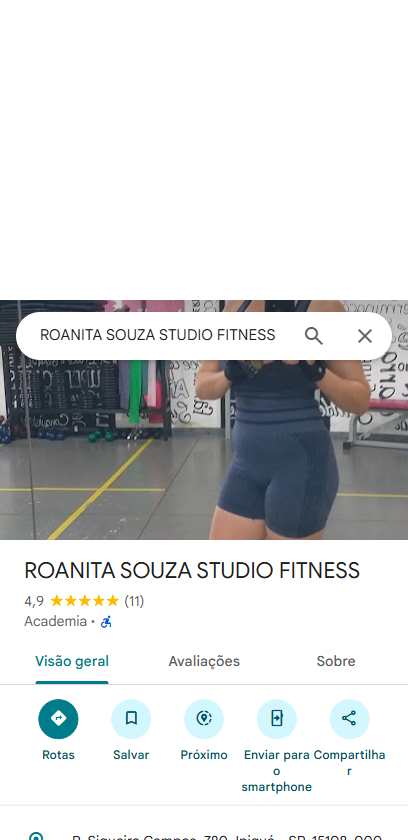 ROANITA SOUZA STUDIO FITNESS
ROANITA SOUZA STUDIO FITNESS
4,9 (11)
Academia ·
Visão geral Avaliações Sobre
Rotas Salvar Próximo Enviar para o smartphone Compartilhar
R. Siqueira Campos, 780, Ipiguá - SP, 15108-000